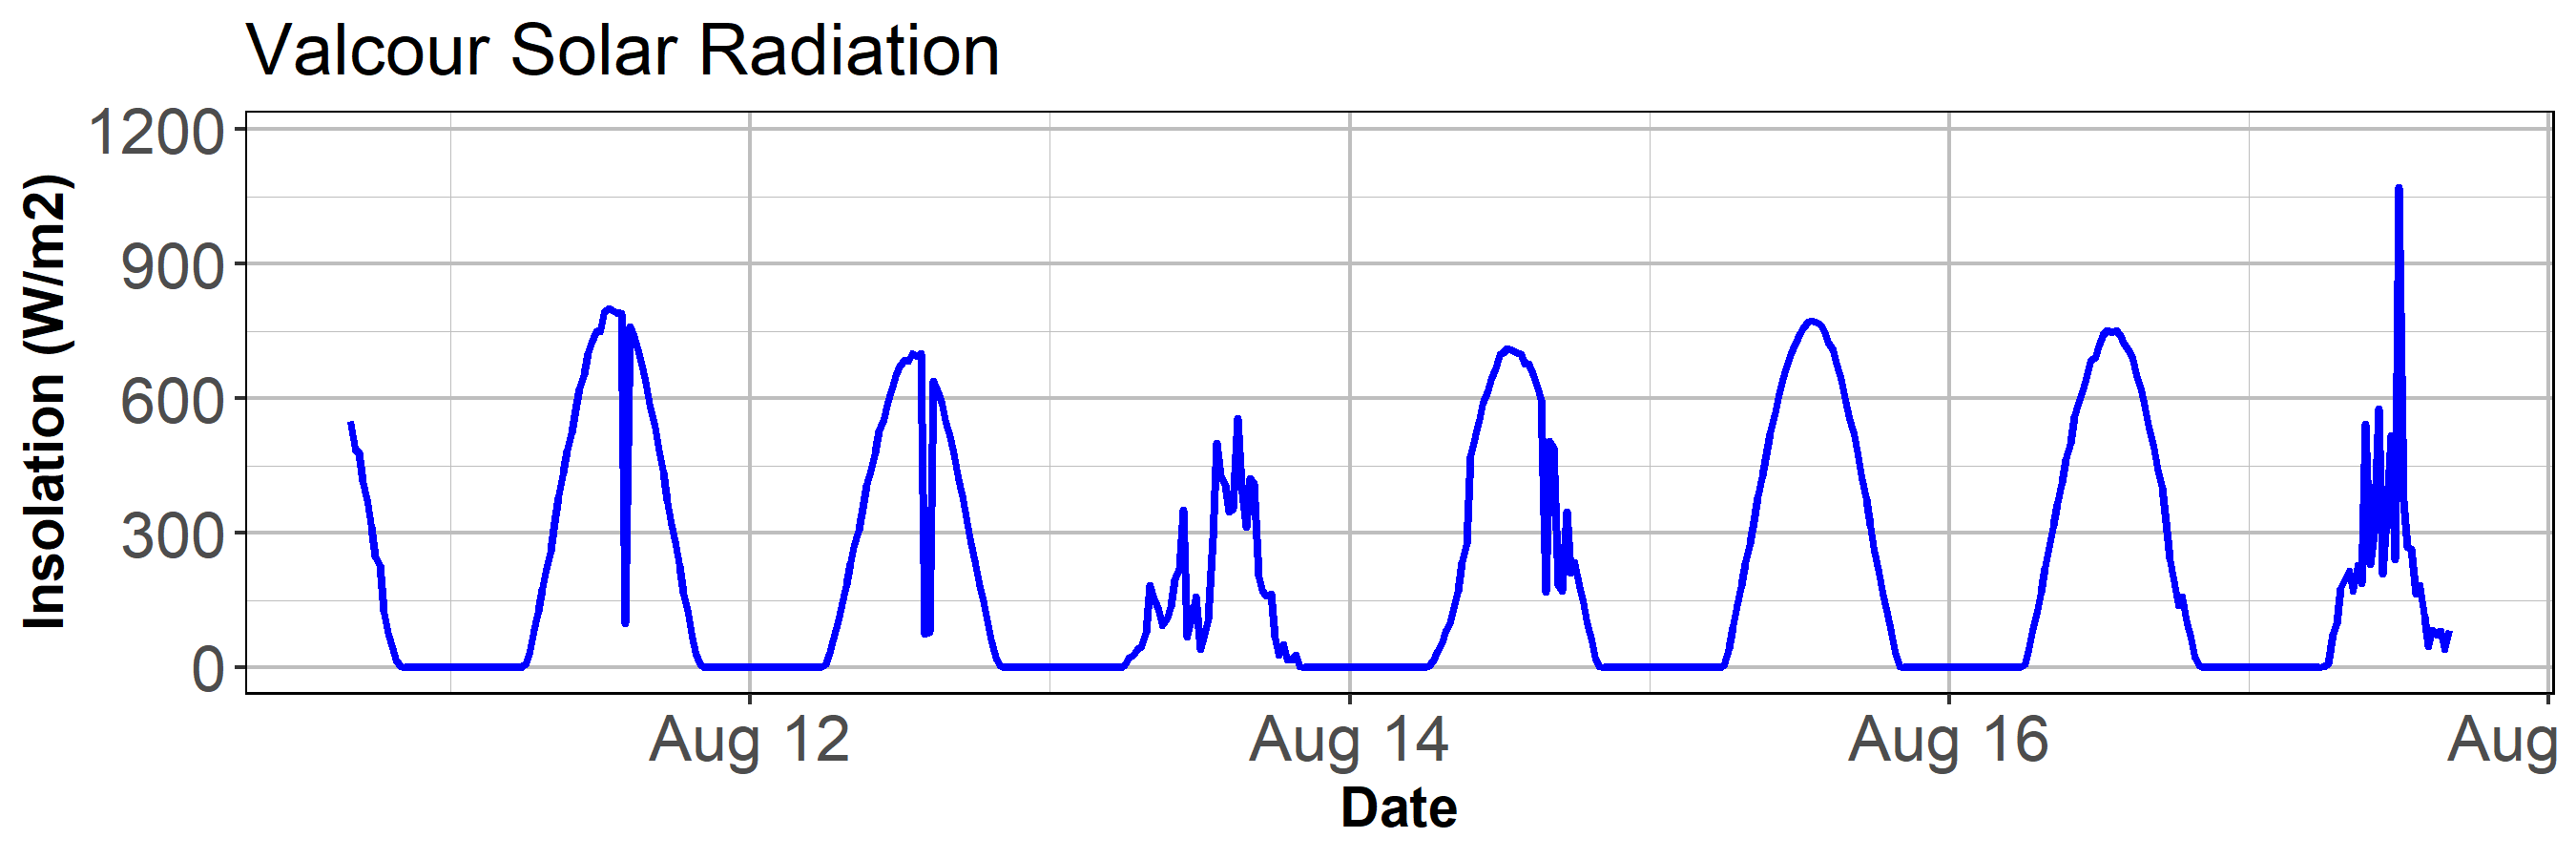 Valcour Solar Radiation
Insolation (W/m2)
1200
900
600
300
0
Aug 12
Aug 14
Aug 16
Aug
Date